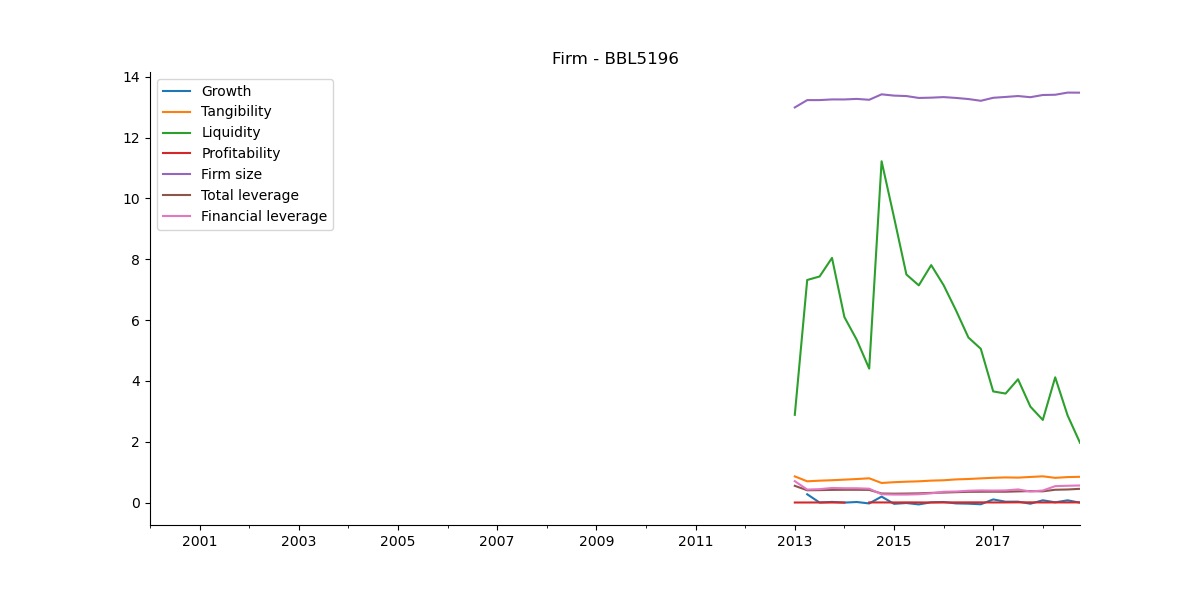 Firm - BBL5196
14
12
10
8
6
4
2
0
Growth
Tangibility
Liquidity
Profitability
Firm size
Total leverage
Financial leverage
2001 2003 2005 2007 2009 2011 2013 2015 2017